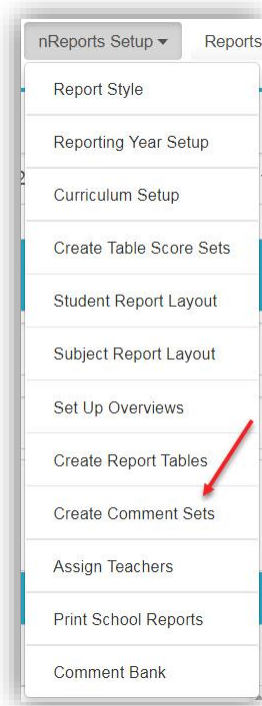 nReports Setup ▾ Reports
Report Style
Reporting Year Setup
Curriculum Setup
Create Table Score Sets
Student Report Layout
Subject Report Layout
Set Up Overviews
Create Report Tables
Create Comment Sets
Assign Teachers
Print School Reports
Comment Bank